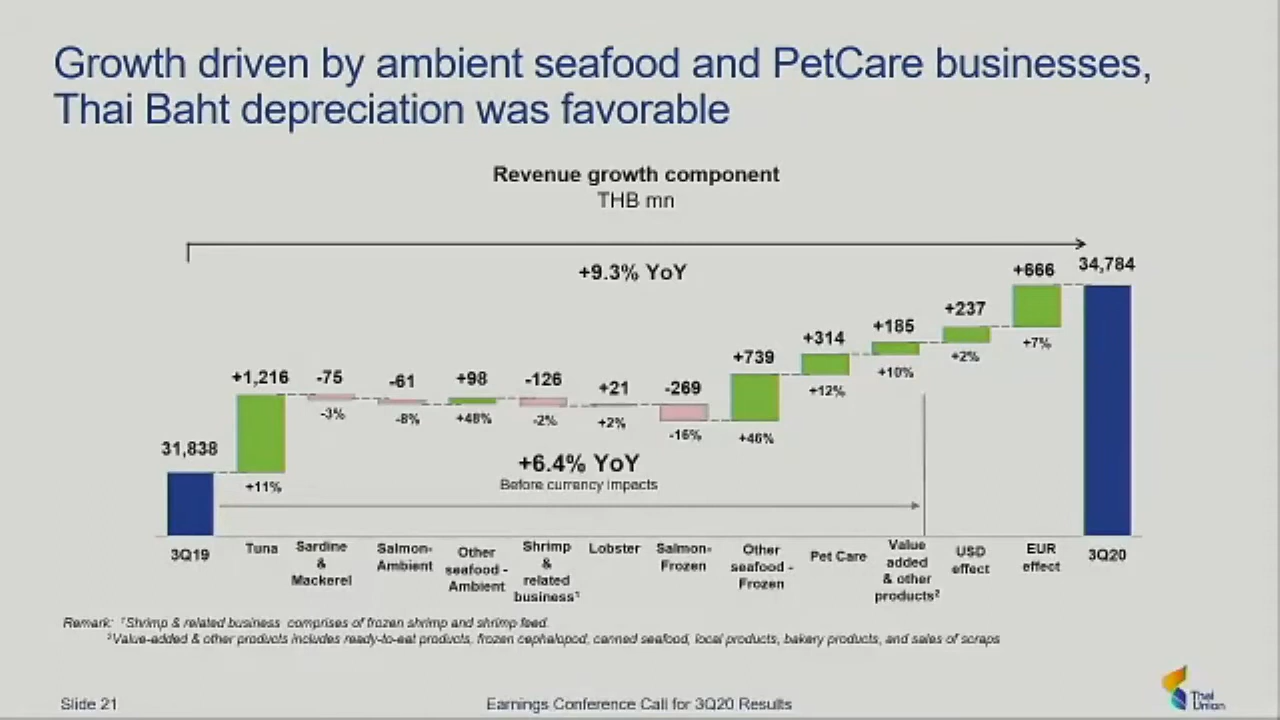 Growth driven by ambient seafood and PetCare businesses,
Thai Baht depreciation was favorable
Revenue growth component
THB mn
+9.3% YoY
31,838
+1,216
-75
-61
+98
-126
+21
-269
+739
+314
+185
+237
+666
34,784
+11%
-3%
-8%
+48%
-2%
+2%
-16%
+46%
+12%
+10%
+2%
+7%
+6.4% YoY
Before currency impacts
3Q19
Tuna
Sardine
&
Mackerel
Salmon-
Ambient
Other
seafood -
Ambient
Shrimp
&
related
business¹
Lobster
Salmon-
Frozen
Other
seafood -
Frozen
Pet Care
Value
added
& other
products²
USD
effect
EUR
effect
3Q20
Remark: ¹Shrimp & related business comprises of frozen shrimp and shrimp feed.
²Value-added & other products includes ready-to-eat products, frozen cephalopod, canned seafood, local products, bakery products, and sales of scraps
Slide 21
Earnings Conference Call for 3Q20 Results
Thai
Union